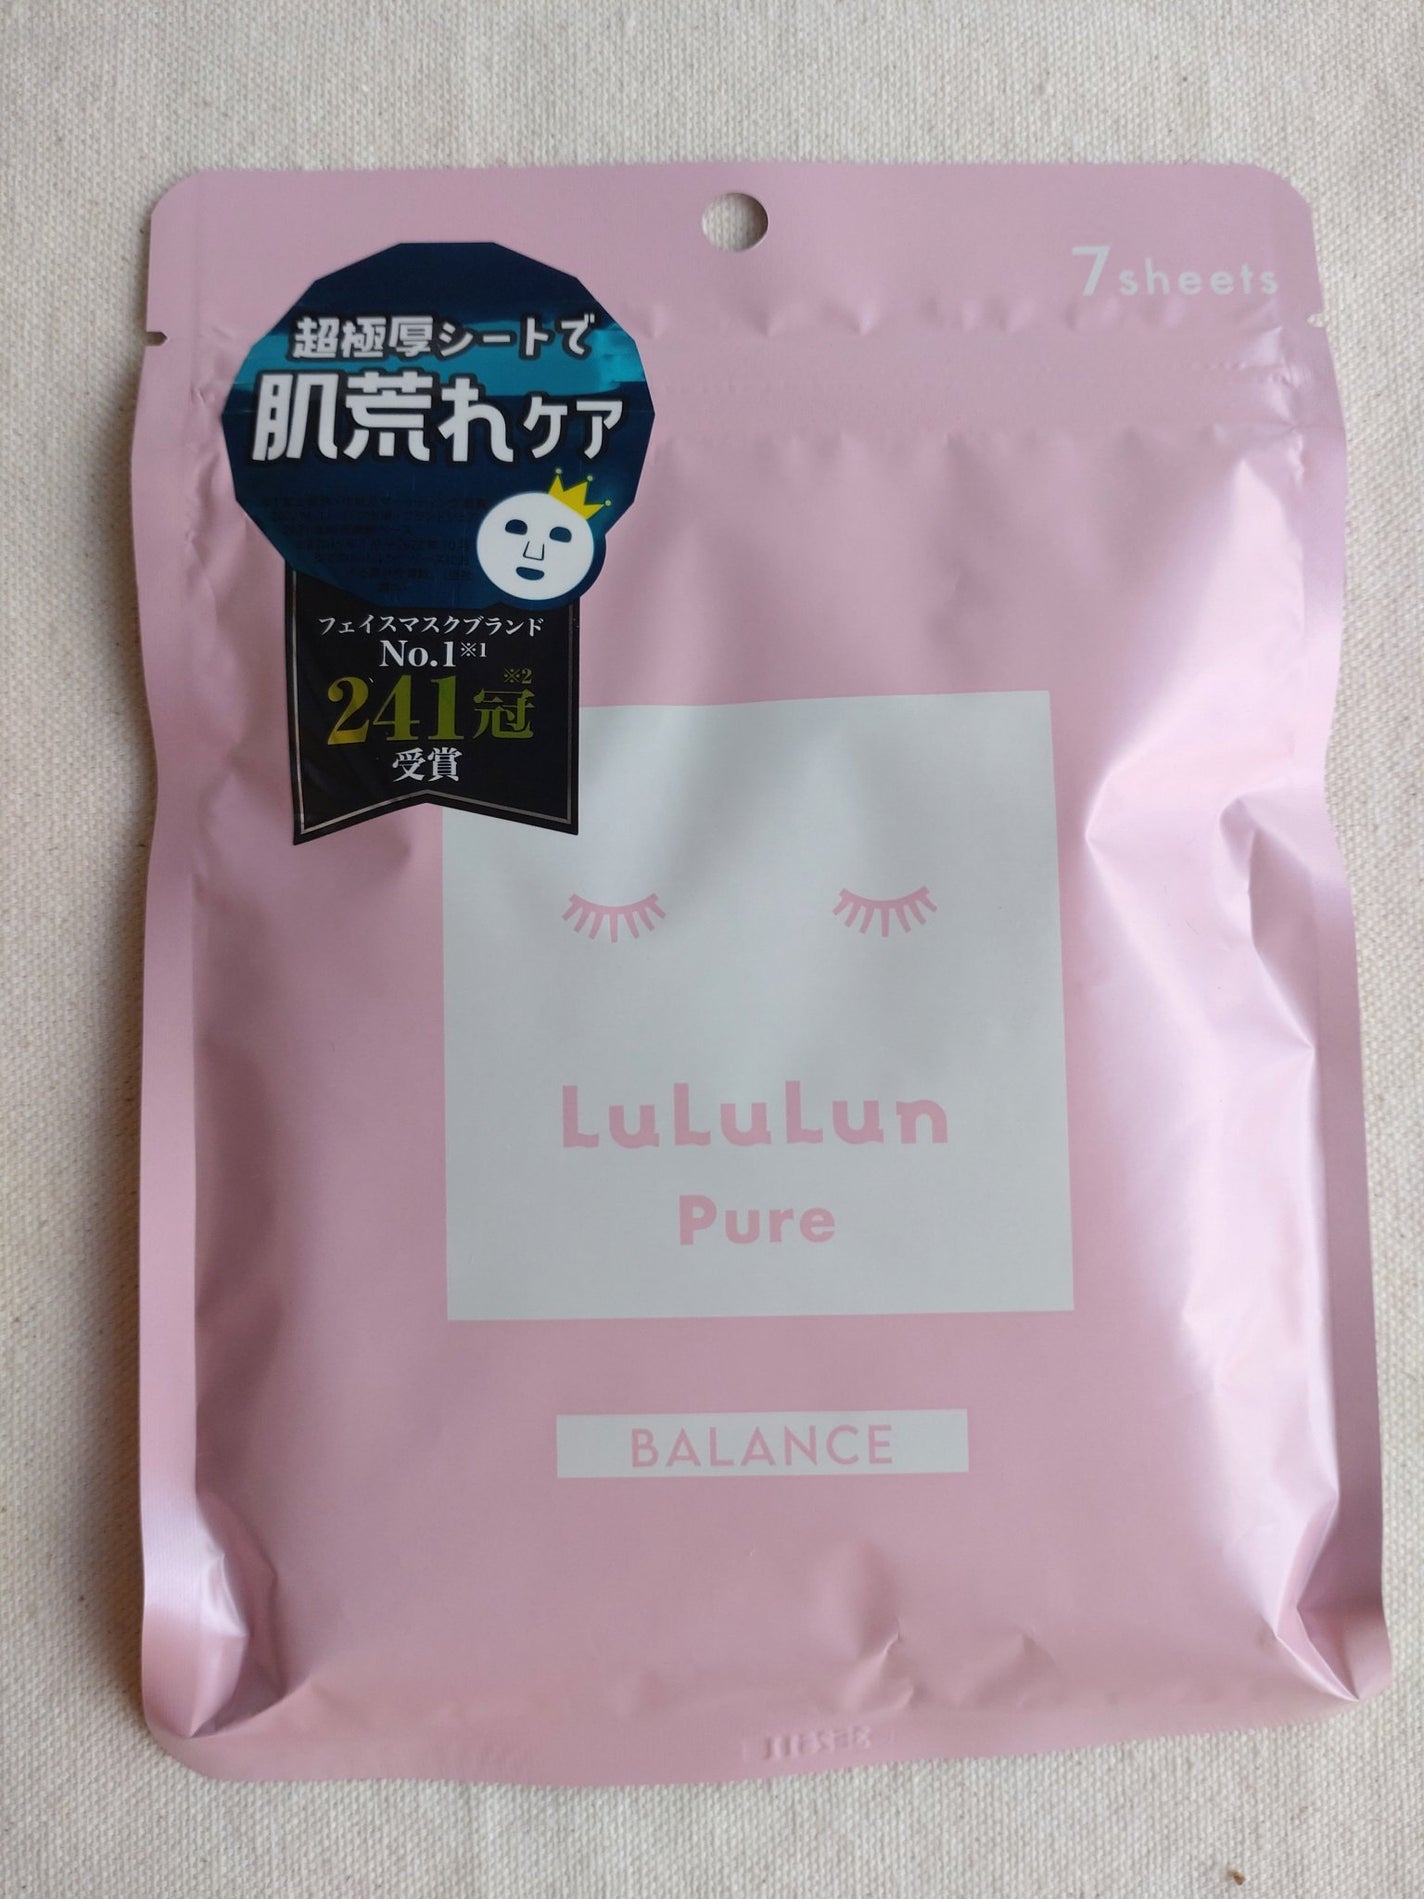 7sheets
超極厚シートで
肌荒れケア
フェイスマスクブランド
No.1※1
241冠※2
受賞
LuLuLun
Pure
BALANCE